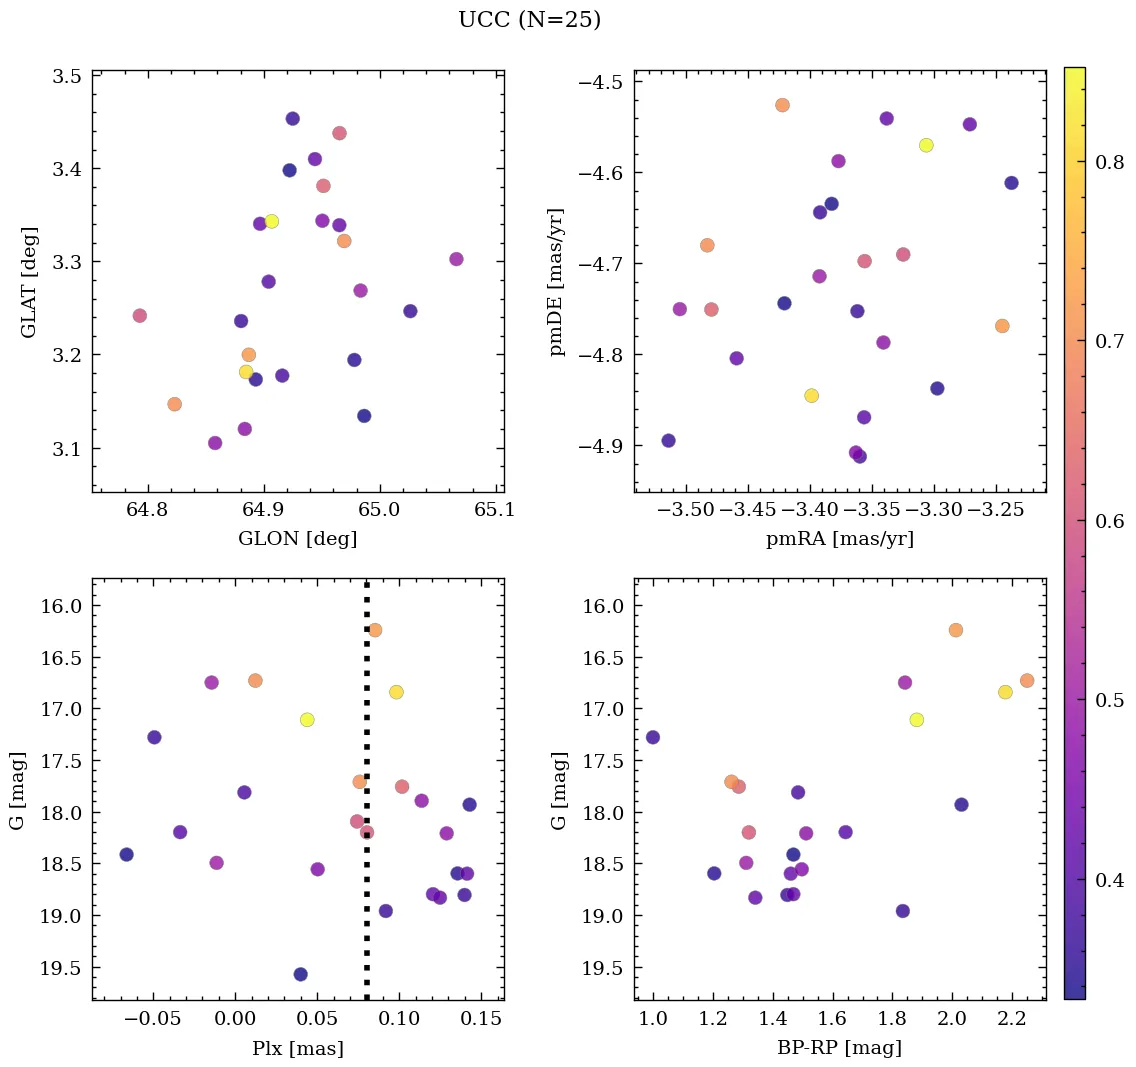 UCC (N=25)
3.5
3.4
3.3
3.2
3.1
GLAT [deg]
64.8 64.9 65.0 65.1
GLON [deg]
−4.5
−4.6
−4.7
−4.8
−4.9
pmDE [mas/yr]
−3.50 −3.45 −3.40 −3.35 −3.30 −3.25
pmRA [mas/yr]
0.8
0.7
0.6
0.5
0.4
16.0
16.5
17.0
17.5
18.0
18.5
19.0
19.5
G [mag]
−0.05 0.00 0.05 0.10 0.15
Plx [mas]
16.0
16.5
17.0
17.5
18.0
18.5
19.0
19.5
G [mag]
1.0 1.2 1.4 1.6 1.8 2.0 2.2
BP-RP [mag]